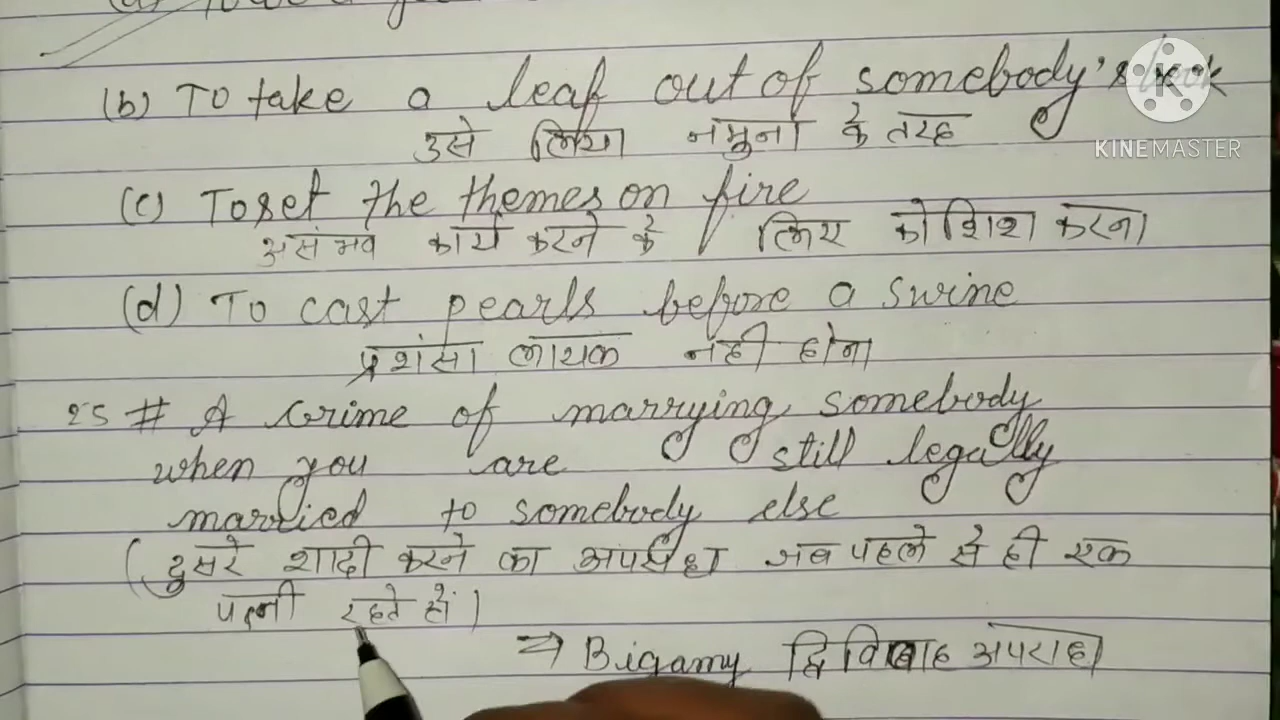 (b) To take a leaf out of somebody's book
उसे लिया नमुना के तरह
(c) To set the themes on fire
असंभव कार्य करने के लिए कोशिश करना
(d) To cast pearls before a swine
प्रशंसा लायक नही होना
25 # A crime of marrying somebody
when you are still legally
married to somebody else
(दुसरे शादी करने का अपराध जब पहले से ही एक
पत्नी रहते हों)
⇒ Bigamy द्विविवाह अपराध
K
KINEMASTER